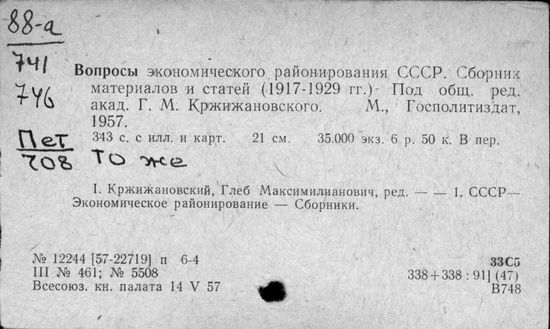 88-а
741
746
Вопросы экономического районирования СССР. Сборник
материалов и статей (1917-1929 гг.) Под общ. ред.
акад. Г. М. Кржижановского. М., Госполитиздат,
1957.
Пет
708
343 с. с илл. и карт. 21 см. 35.000 экз. 6 р. 50 к. В пер.
то же
I. Кржижановский, Глеб Максимилианович, ред. — — 1. СССР—
Экономическое районирование — Сборники.
№ 12244 [57-22719] п 6-4
III № 461; № 5508
Всесоюз. кн. палата 14 V 57
33С5
338+338 : 91] (47)
В748